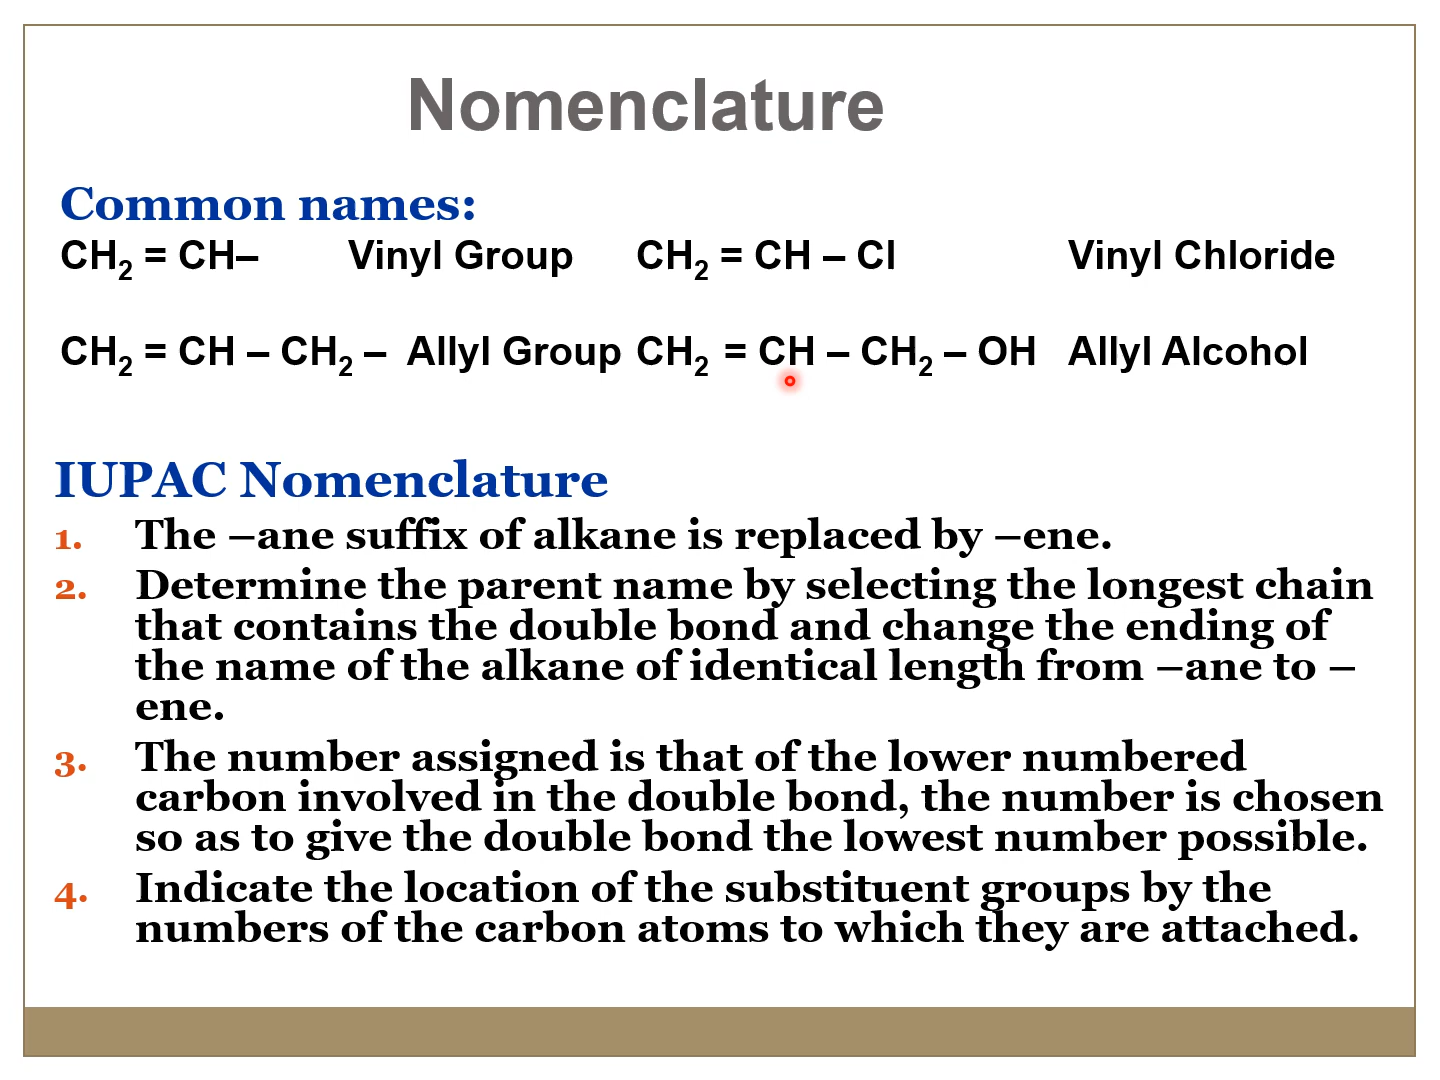 Nomenclature
Common names:
CH₂ = CH– Vinyl Group CH₂ = CH – Cl Vinyl Chloride
CH₂ = CH – CH₂ – Allyl Group CH₂ = CH – CH₂ – OH Allyl Alcohol
IUPAC Nomenclature
1. The –ane suffix of alkane is replaced by –ene.
2. Determine the parent name by selecting the longest chain
that contains the double bond and change the ending of
the name of the alkane of identical length from –ane to –
ene.
3. The number assigned is that of the lower numbered
carbon involved in the double bond, the number is chosen
so as to give the double bond the lowest number possible.
4. Indicate the location of the substituent groups by the
numbers of the carbon atoms to which they are attached.